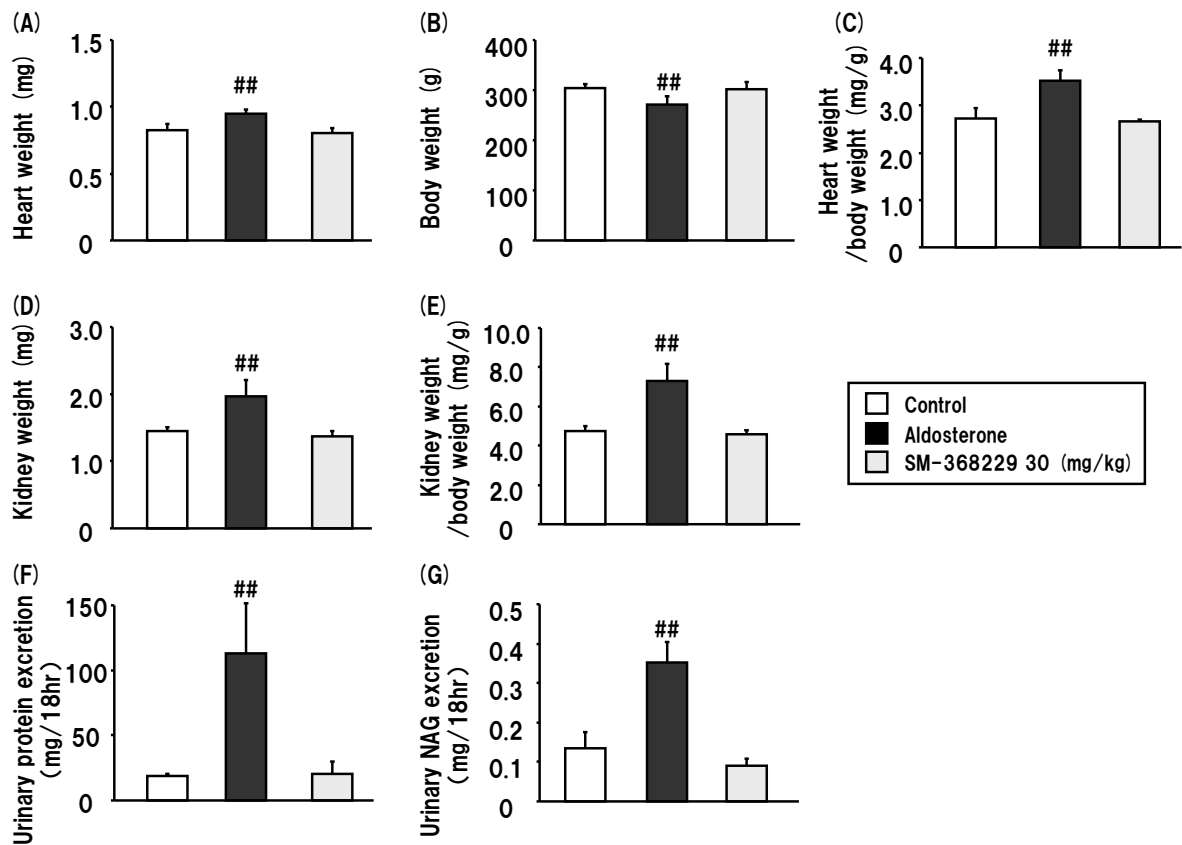 (A)
Heart weight (mg)
1.5
1.0
0.5
0
##
(B)
Body weight (g)
400
300
200
100
0
##
(C)
Heart weight
/body weight (mg/g)
4.0
3.0
2.0
1.0
0
##
(D)
Kidney weight (mg)
3.0
2.0
1.0
0
##
(E)
Kidney weight
/body weight (mg/g)
10.0
8.0
6.0
4.0
2.0
0
##
Control
Aldosterone
SM-368229 30 (mg/kg)
(F)
Urinary protein excretion
(mg/18hr)
150
100
50
0
##
(G)
Urinary NAG excretion
(mg/18hr)
0.5
0.4
0.3
0.2
0.1
0
##